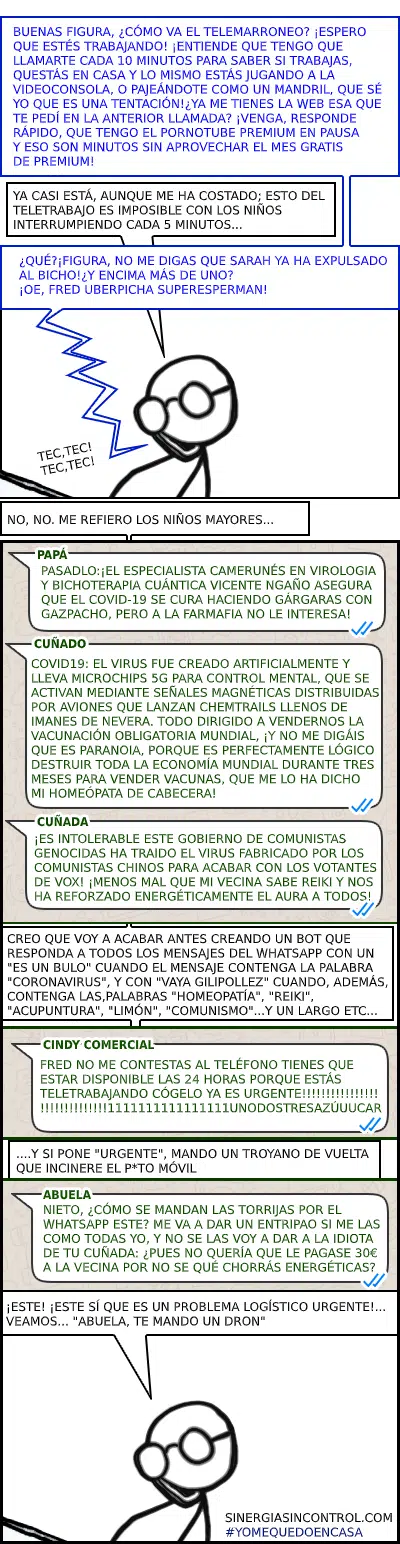 BUENAS FIGURA, ¿CÓMO VA EL TELEMARRONEO? ¡ESPERO
QUE ESTÉS TRABAJANDO! ¡ENTIENDE QUE TENGO QUE
LLAMARTE CADA 10 MINUTOS PARA SABER SI TRABAJAS,
QUESTÁS EN CASA Y LO MISMO ESTÁS JUGANDO A LA
VIDEOCONSOLA, O PAJEÁNDOTE COMO UN MANDRIL, QUE SÉ
YO QUE ES UNA TENTACIÓN!¿YA ME TIENES LA WEB ESA QUE
TE PEDÍ EN LA ANTERIOR LLAMADA? ¡VENGA, RESPONDE
RÁPIDO, QUE TENGO EL PORNOTUBE PREMIUM EN PAUSA
Y ESO SON MINUTOS SIN APROVECHAR EL MES GRATIS
DE PREMIUM!
YA CASI ESTÁ, AUNQUE ME HA COSTADO; ESTO DEL
TELETRABAJO ES IMPOSIBLE CON LOS NIÑOS
INTERRUMPIENDO CADA 5 MINUTOS...
¿QUÉ?¡FIGURA, NO ME DIGAS QUE SARAH YA HA EXPULSADO
AL BICHO!¿Y ENCIMA MÁS DE UNO?
¡OE, FRED UBERPICHA SUPERESPERMAN!
TEC,TEC!
TEC,TEC!
NO, NO. ME REFIERO LOS NIÑOS MAYORES...
PAPÁ
PASADLO:¡EL ESPECIALISTA CAMERUNÉS EN VIROLOGIA
Y BICHOTERAPIA CUÁNTICA VICENTE NGAÑO ASEGURA
QUE EL COVID-19 SE CURA HACIENDO GÁRGARAS CON
GAZPACHO, PERO A LA FARMAFIA NO LE INTERESA!
CUÑADO
COVID19: EL VIRUS FUE CREADO ARTIFICIALMENTE Y
LLEVA MICROCHIPS 5G PARA CONTROL MENTAL, QUE SE
ACTIVAN MEDIANTE SEÑALES MAGNÉTICAS DISTRIBUIDAS
POR AVIONES QUE LANZAN CHEMTRAILS LLENOS DE
IMANES DE NEVERA. TODO DIRIGIDO A VENDERNOS LA
VACUNACIÓN OBLIGATORIA MUNDIAL, ¡Y NO ME DIGÁIS
QUE ES PARANOIA, PORQUE ES PERFECTAMENTE LÓGICO
DESTRUIR TODA LA ECONOMÍA MUNDIAL DURANTE TRES
MESES PARA VENDER VACUNAS, QUE ME LO HA DICHO
MI HOMEÓPATA DE CABECERA!
CUÑADA
¡ES INTOLERABLE ESTE GOBIERNO DE COMUNISTAS
GENOCIDAS HA TRAIDO EL VIRUS FABRICADO POR LOS
COMUNISTAS CHINOS PARA ACABAR CON LOS VOTANTES
DE VOX! ¡MENOS MAL QUE MI VECINA SABE REIKI Y NOS
HA REFORZADO ENERGÉTICAMENTE EL AURA A TODOS!
CREO QUE VOY A ACABAR ANTES CREANDO UN BOT QUE
RESPONDA A TODOS LOS MENSAJES DEL WHATSAPP CON UN
"ES UN BULO" CUANDO EL MENSAJE CONTENGA LA PALABRA
"CORONAVIRUS", Y CON "VAYA GILIPOLLEZ" CUANDO, ADEMÁS,
CONTENGA LAS,PALABRAS "HOMEOPATÍA", "REIKI",
"ACUPUNTURA", "LIMÓN", "COMUNISMO"...Y UN LARGO ETC...
CINDY COMERCIAL
FRED NO ME CONTESTAS AL TELÉFONO TIENES QUE
ESTAR DISPONIBLE LAS 24 HORAS PORQUE ESTÁS
TELETRABAJANDO CÓGELO YA ES URGENTE!!!!!!!!!!!!!!!!!
!!!!!!!!!!!!!!!1111111111111111UNODOSTRESAZÚUUCAR
....Y SI PONE "URGENTE", MANDO UN TROYANO DE VUELTA
QUE INCINERE EL P*TO MÓVIL
ABUELA
NIETO, ¿CÓMO SE MANDAN LAS TORRIJAS POR EL
WHATSAPP ESTE? ME VA A DAR UN ENTRIPAO SI ME LAS
COMO TODAS YO, Y NO SE LAS VOY A DAR A LA IDIOTA
DE TU CUÑADA: ¿PUES NO QUERÍA QUE LE PAGASE 30€
A LA VECINA POR NO SE QUÉ CHORRÁS ENERGÉTICAS?
¡ESTE! ¡ESTE SÍ QUE ES UN PROBLEMA LOGÍSTICO URGENTE!...
VEAMOS... "ABUELA, TE MANDO UN DRON"
SINERGIASINCONTROL.COM
#YOMEQUEDOENCASA